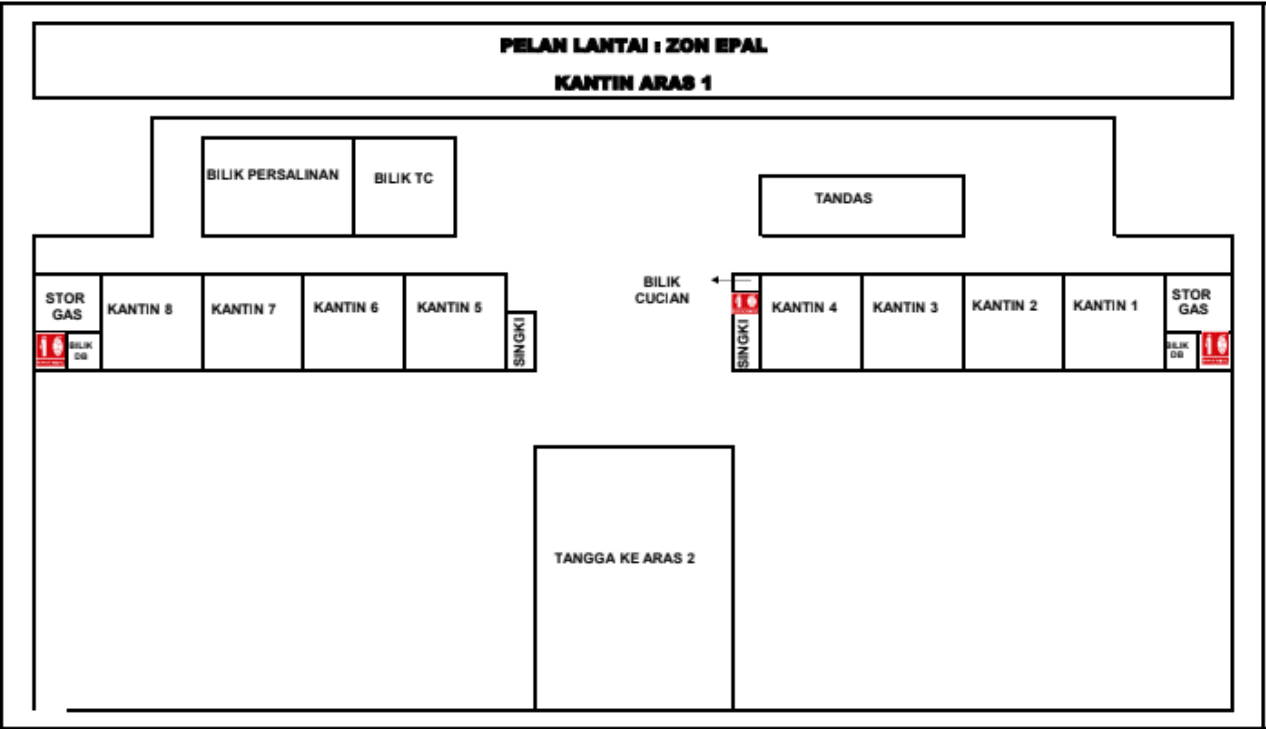 PELAN LANTAI : ZON EPAL
KANTIN ARAS 1
BILIK PERSALINAN
BILIK TC
TANDAS
STOR
GAS
BILIK
DB
KANTIN 8
KANTIN 7
KANTIN 6
KANTIN 5
SINGKI
BILIK
CUCIAN
SINGKI
KANTIN 4
KANTIN 3
KANTIN 2
KANTIN 1
STOR
GAS
BILIK
DB
TANGGA KE ARAS 2